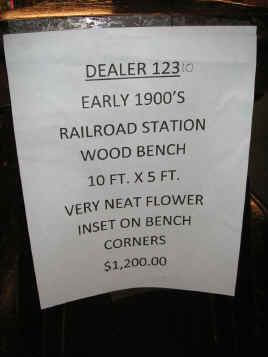 DEALER 1230
EARLY 1900'S
RAILROAD STATION
WOOD BENCH
10 FT. X 5 FT.
VERY NEAT FLOWER
INSET ON BENCH
CORNERS
$1,200.00